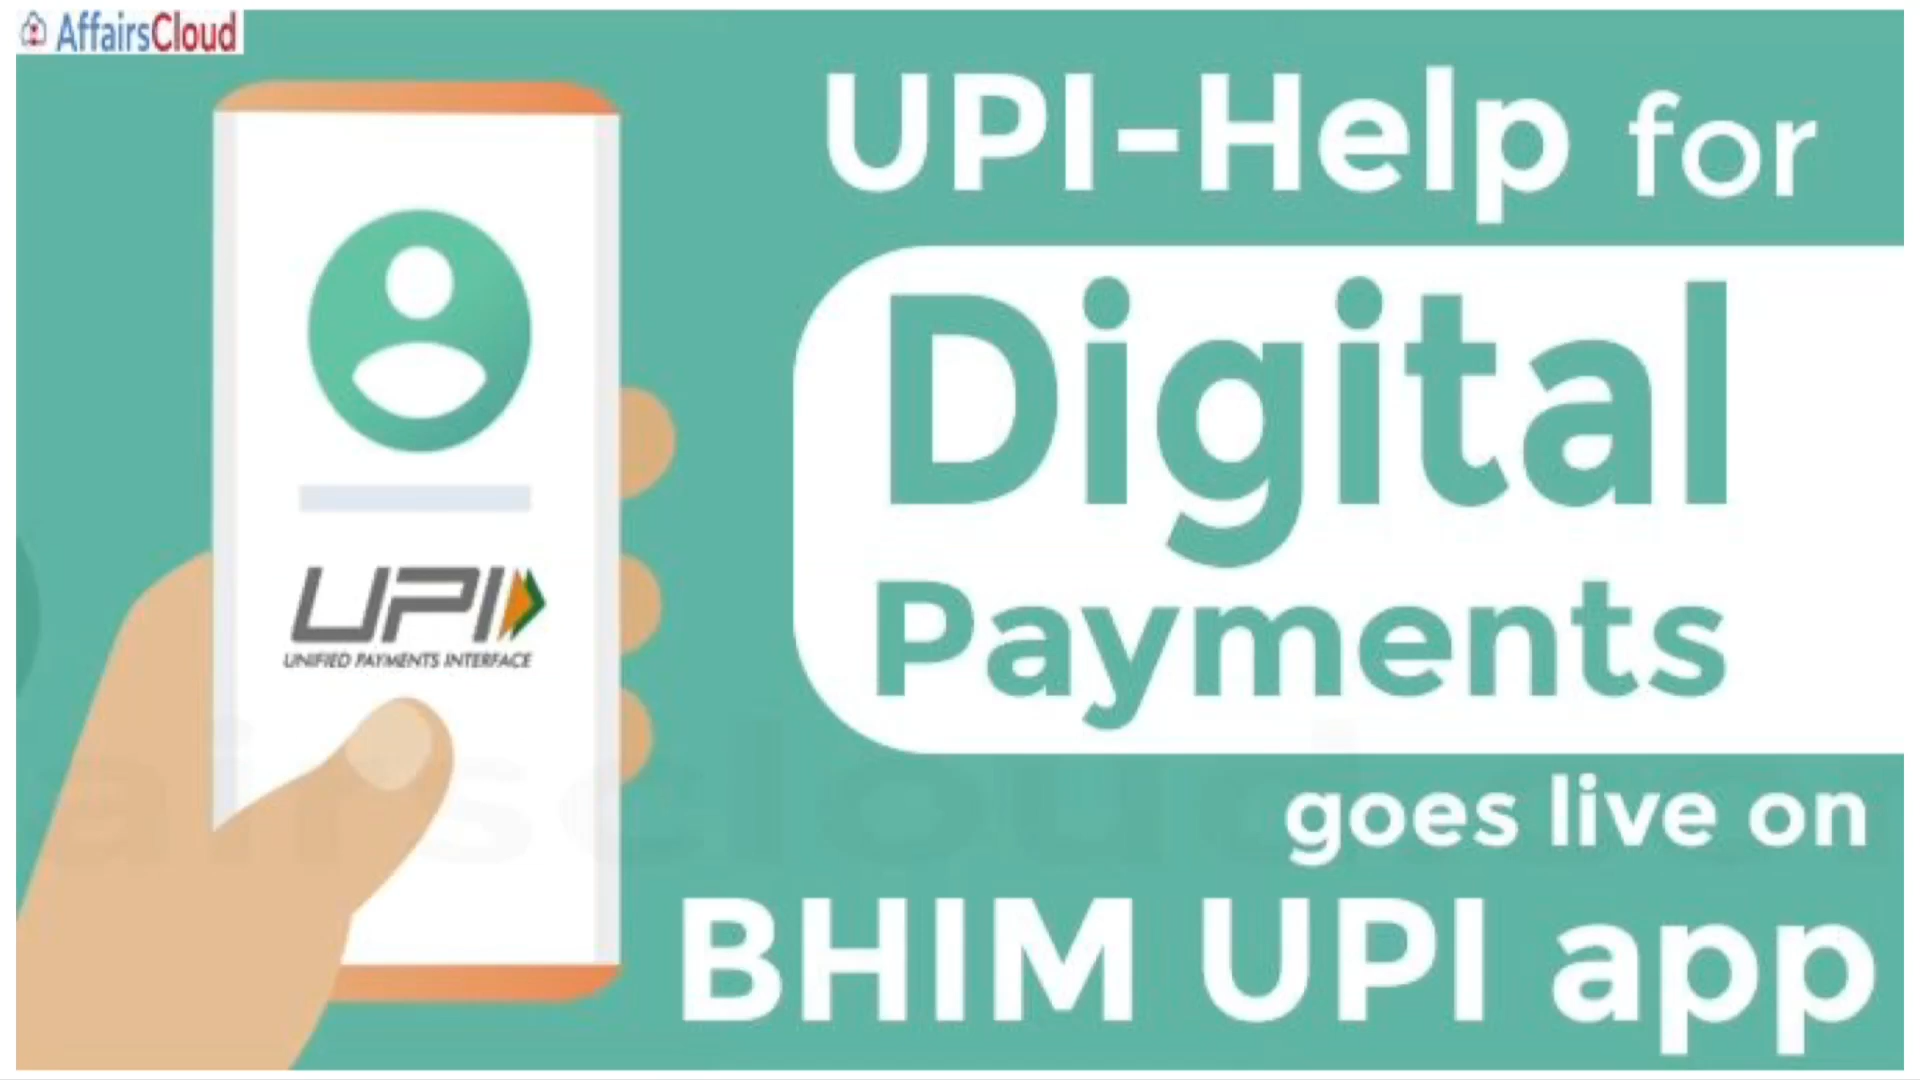 AffairsCloud
UPI-Help for
Digital
Payments
goes live on
BHIM UPI app
UPI
UNIFIED PAYMENTS INTERFACE